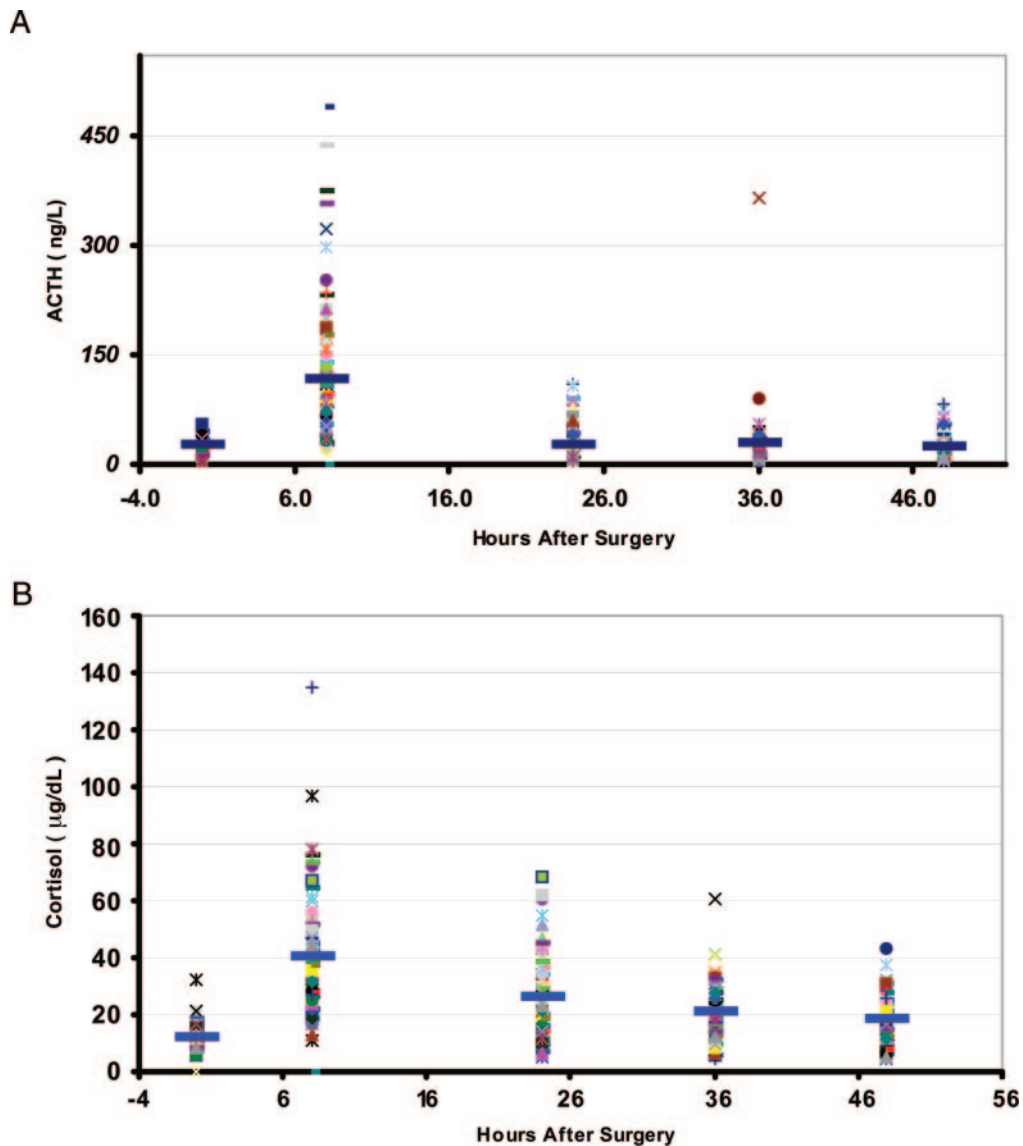 A
450
300
150
0
ACTH ( ng/L)
-4.0 6.0 16.0 26.0 36.0 46.0
Hours After Surgery
B
160
140
120
100
80
60
40
20
0
Cortisol ( μg/dL)
-4 6 16 26 36 46 56
Hours After Surgery